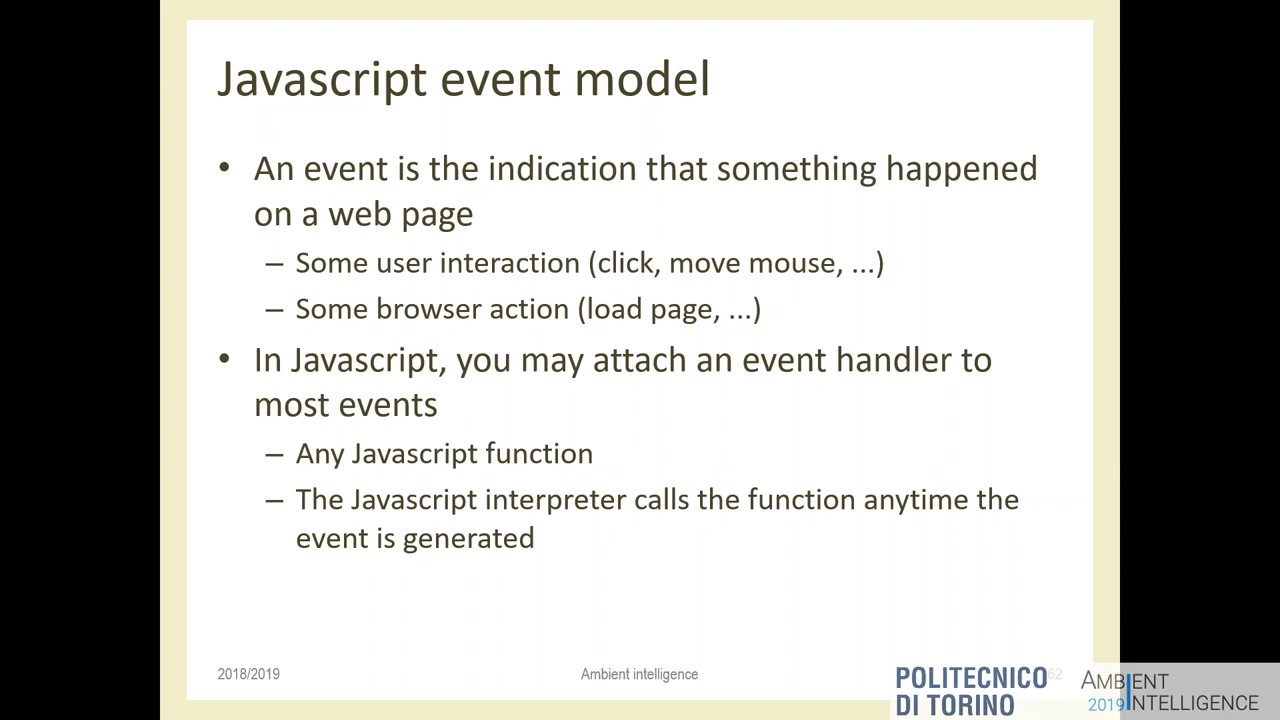 Javascript event model
• An event is the indication that something happened
on a web page
– Some user interaction (click, move mouse, ...)
– Some browser action (load page, ...)
• In Javascript, you may attach an event handler to
most events
– Any Javascript function
– The Javascript interpreter calls the function anytime the
event is generated
2018/2019
Ambient intelligence
62
POLITECNICO
DI TORINO
AMBIENT
2019 INTELLIGENCE